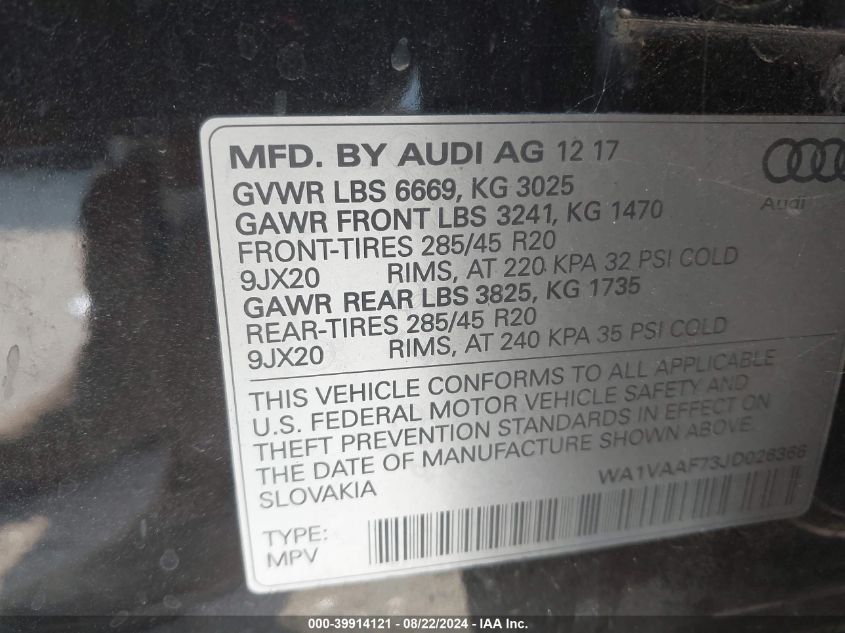 MFD. BY AUDI AG 12 17
GVWR LBS 6669, KG 3025
GAWR FRONT LBS 3241, KG 1470
FRONT-TIRES 285/45 R20
9JX20 RIMS, AT 220 KPA 32 PSI COLD
GAWR REAR LBS 3825, KG 1735
REAR-TIRES 285/45 R20
9JX20 RIMS, AT 240 KPA 35 PSI COLD
Audi
THIS VEHICLE CONFORMS TO ALL APPLICABLE
U.S. FEDERAL MOTOR VEHICLE SAFETY AND
THEFT PREVENTION STANDARDS IN EFFECT ON
THE DATE OF MANUFACTURE SHOWN ABOVE.
SLOVAKIA
WA1VAAF73JD026366
TYPE:
MPV
000-39914121 - 08/22/2024 - IAA Inc.